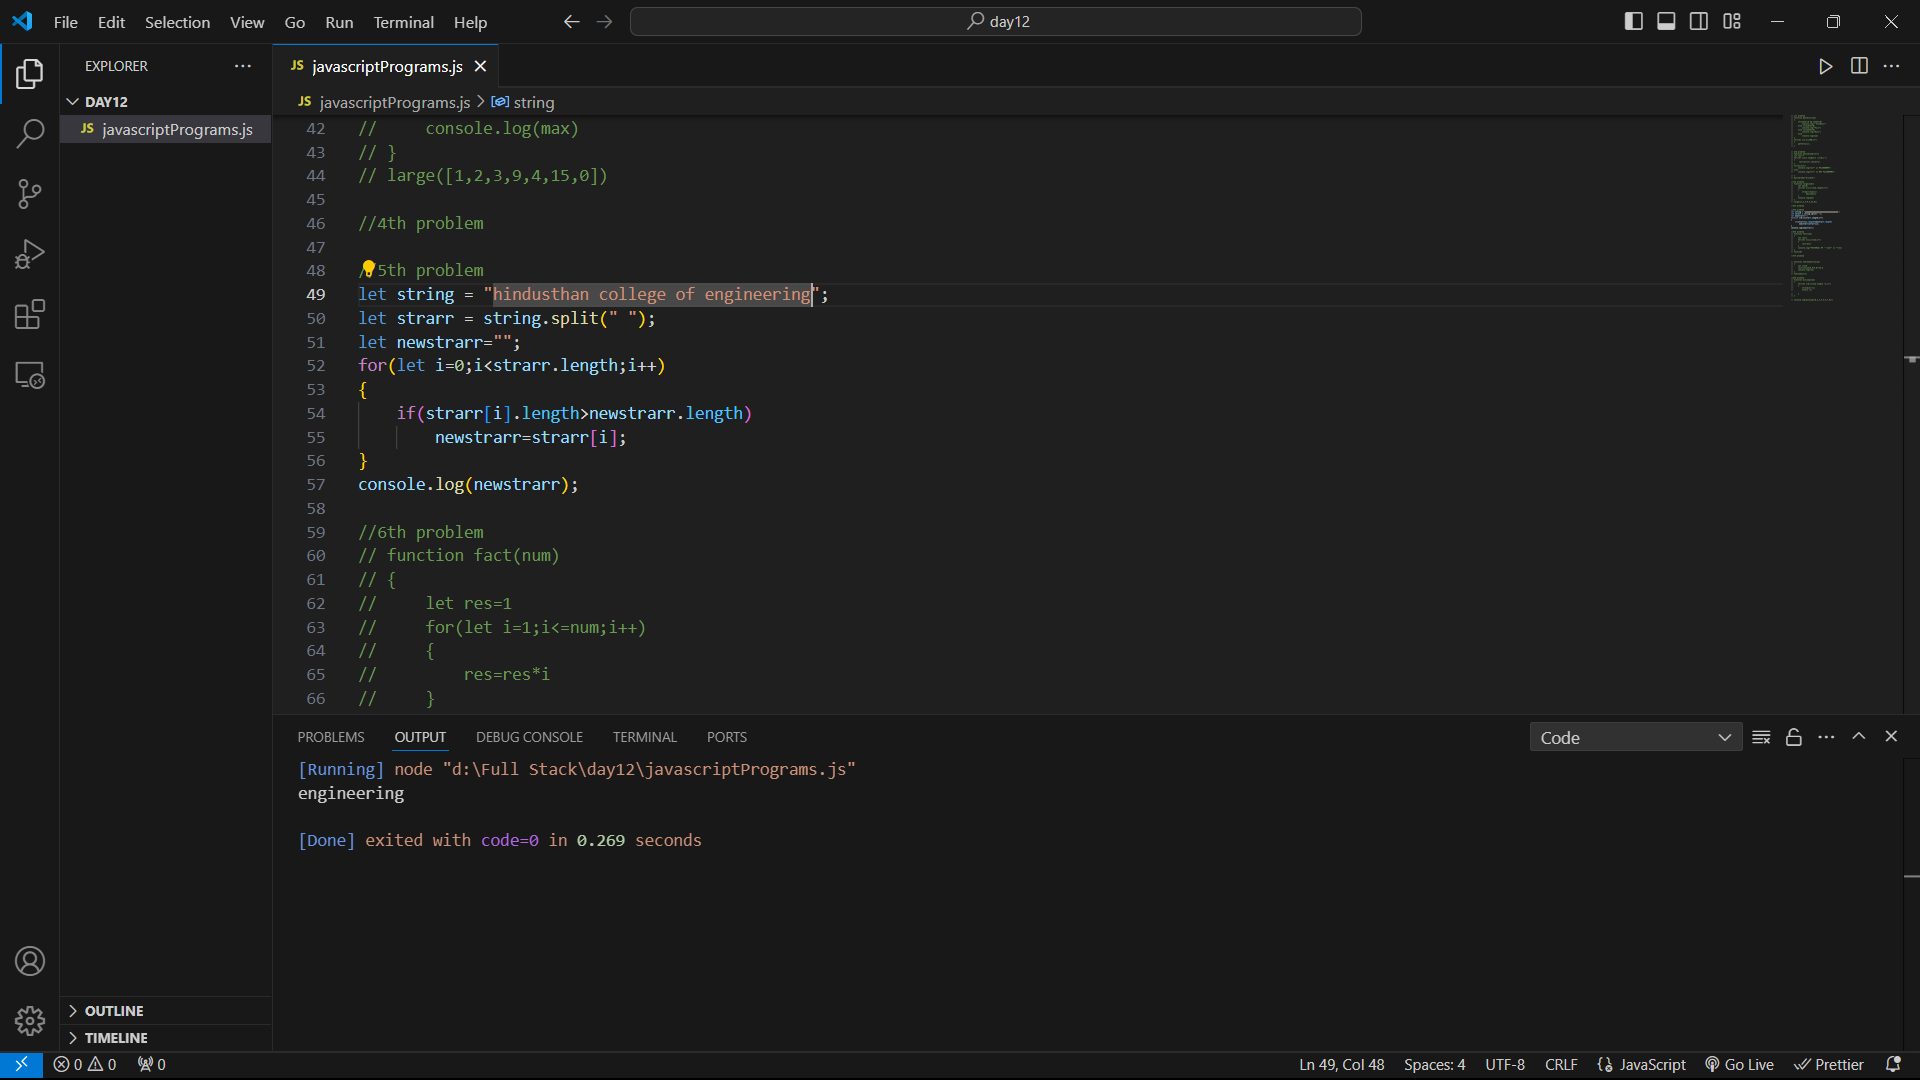 File Edit Selection View Go Run Terminal Help day12
EXPLORER
DAY12
JS javascriptPrograms.js
OUTLINE
TIMELINE
JS javascriptPrograms.js
JS javascriptPrograms.js > string
42 //     console.log(max)
43 // }
44 // large([1,2,3,9,4,15,0])
45
46 //4th problem
47
48 /5th problem
49 let string = "hindusthan college of engineering";
50 let strarr = string.split(" ");
51 let newstrarr="";
52 for(let i=0;i<strarr.length;i++)
53 {
54     if(strarr[i].length>newstrarr.length)
55         newstrarr=strarr[i];
56 }
57 console.log(newstrarr);
58
59 //6th problem
60 // function fact(num)
61 // {
62 //     let res=1
63 //     for(let i=1;i<=num;i++)
64 //     {
65 //         res=res*i
66 //     }
PROBLEMS OUTPUT DEBUG CONSOLE TERMINAL PORTS Code
[Running] node "d:\Full Stack\day12\javascriptPrograms.js"
engineering
[Done] exited with code=0 in 0.269 seconds
0 0 0 Ln 49, Col 48 Spaces: 4 UTF-8 CRLF {} JavaScript Go Live Prettier